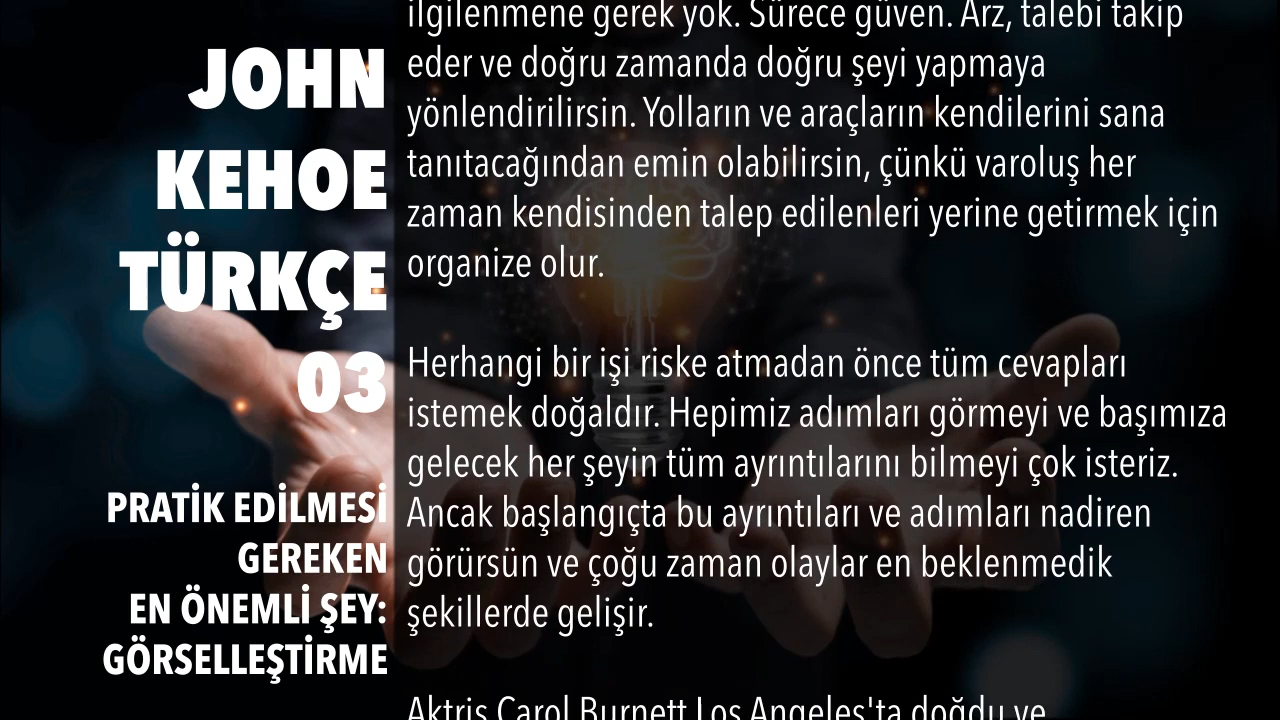 JOHN
KEHOE
TÜRKÇE
03
PRATİK EDİLMESİ
GEREKEN
EN ÖNEMLİ ŞEY:
GÖRSELLEŞTİRME
ilgilenmene gerek yok. Sürece güven. Arz, talebi takip
eder ve doğru zamanda doğru şeyi yapmaya
yönlendirilirsin. Yolların ve araçların kendilerini sana
tanıtacağından emin olabilirsin, çünkü varoluş her
zaman kendisinden talep edilenleri yerine getirmek için
organize olur.
Herhangi bir işi riske atmadan önce tüm cevapları
istemek doğaldır. Hepimiz adımları görmeyi ve başımıza
gelecek her şeyin tüm ayrıntılarını bilmeyi çok isteriz.
Ancak başlangıçta bu ayrıntıları ve adımları nadiren
görürsün ve çoğu zaman olaylar en beklenmedik
şekillerde gelişir.
Aktris Carol Burnett Los Angeles'ta doğdu ve